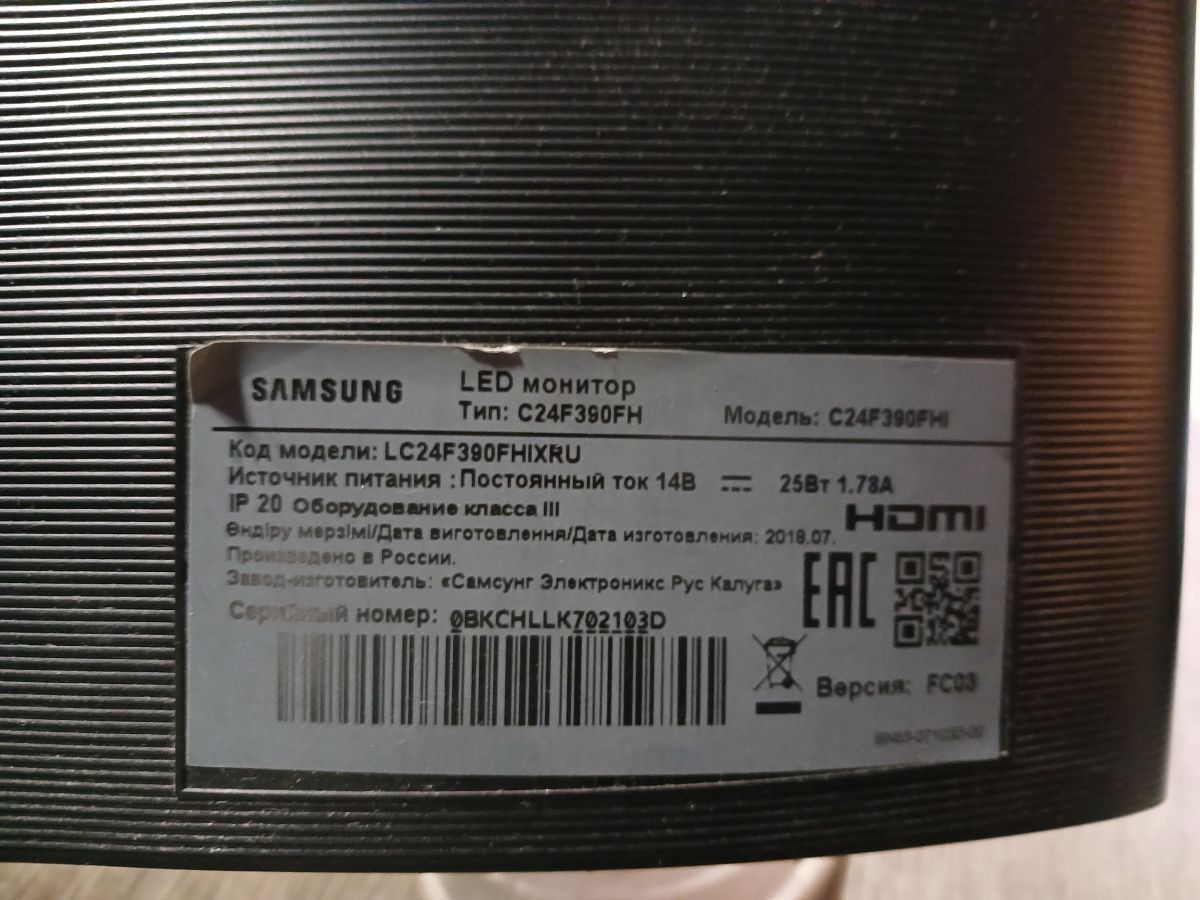 SAMSUNG
LED монитор
Тип: C24F390FH
Модель: C24F390FHI
Код модели: LC24F390FHIXRU
Источник питания : Постоянный ток 14В 25Вт 1.78А
IP 20 Оборудование класса III
HDMI
Өндіру мерзімі/Дата виготовлення/Дата изготовления: 2018.07.
Произведено в России.
Завод-изготовитель: «Самсунг Электроникс Рус Калуга»
EAC
Серийный номер: 0BKCHLLK702103D
Версия: FC03